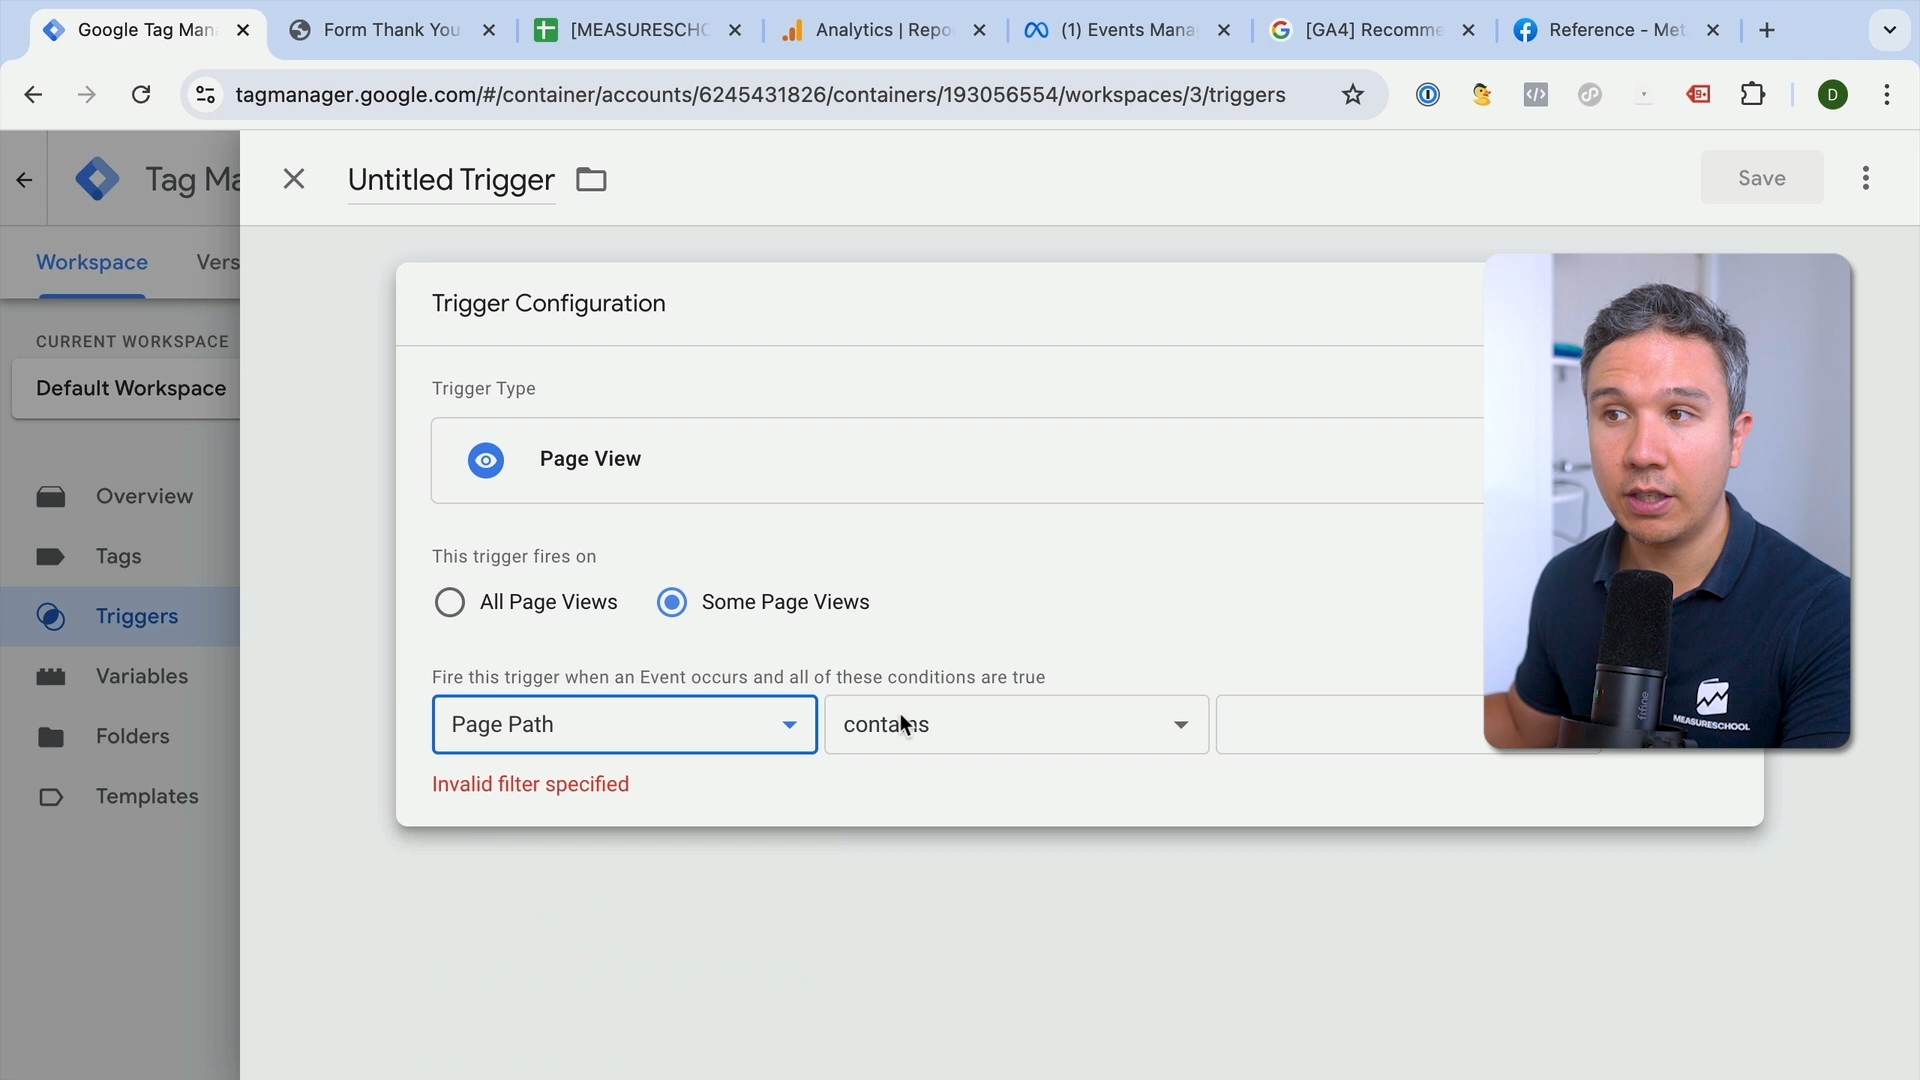 Google Tag Man
Form Thank You
[MEASURESCHO
Analytics | Repo
(1) Events Mana
[GA4] Recomme
Reference - Met
tagmanager.google.com/#/container/accounts/6245431826/containers/193056554/workspaces/3/triggers
9+
D
Tag Ma
Untitled Trigger
Save
Workspace
Vers
CURRENT WORKSPACE
Default Workspace
Overview
Tags
Triggers
Variables
Folders
Templates
Trigger Configuration
Trigger Type
Page View
This trigger fires on
All Page Views
Some Page Views
Fire this trigger when an Event occurs and all of these conditions are true
Page Path
contains
Invalid filter specified
fifine
MEASURESCHOOL